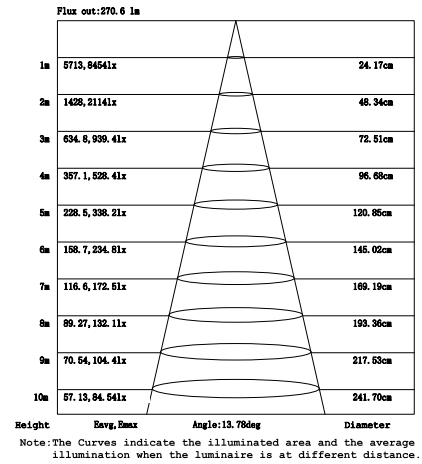 Flux out:270.6 lm
1m 5713,8454lx 24.17cm
2m 1428,2114lx 48.34cm
3m 634.8,939.4lx 72.51cm
4m 357.1,528.4lx 96.68cm
5m 228.5,338.2lx 120.85cm
6m 158.7,234.8lx 145.02cm
7m 116.6,172.5lx 169.19cm
8m 89.27,132.1lx 193.36cm
9m 70.54,104.4lx 217.53cm
10m 57.13,84.54lx 241.70cm
Height Eavg,Emax Angle:13.78deg Diameter
Note:The Curves indicate the illuminated area and the average
illumination when the luminaire is at different distance.